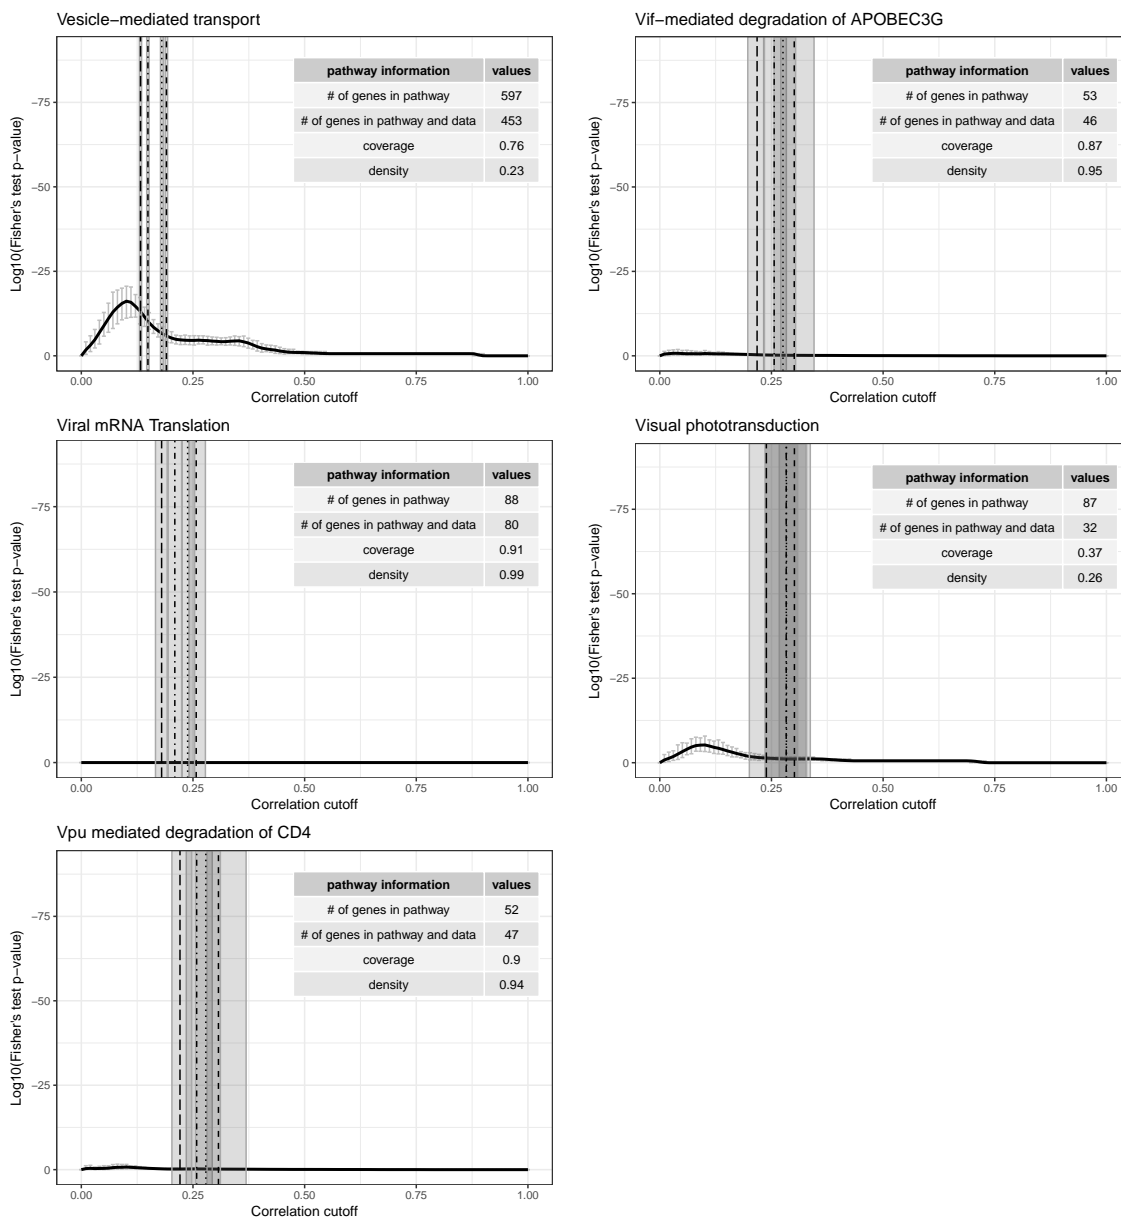 Vesicle−mediated transport
Log10(Fisher's test p−value)
−75
−50
−25
0
pathway information values
# of genes in pathway 597
# of genes in pathway and data 453
coverage 0.76
density 0.23
0.00 0.25 0.50 0.75 1.00
Correlation cutoff
Vif−mediated degradation of APOBEC3G
Log10(Fisher's test p−value)
−75
−50
−25
0
pathway information values
# of genes in pathway 53
# of genes in pathway and data 46
coverage 0.87
density 0.95
0.00 0.25 0.50 0.75 1.00
Correlation cutoff
Viral mRNA Translation
Log10(Fisher's test p−value)
−75
−50
−25
0
pathway information values
# of genes in pathway 88
# of genes in pathway and data 80
coverage 0.91
density 0.99
0.00 0.25 0.50 0.75 1.00
Correlation cutoff
Visual phototransduction
Log10(Fisher's test p−value)
−75
−50
−25
0
pathway information values
# of genes in pathway 87
# of genes in pathway and data 32
coverage 0.37
density 0.26
0.00 0.25 0.50 0.75 1.00
Correlation cutoff
Vpu mediated degradation of CD4
Log10(Fisher's test p−value)
−75
−50
−25
0
pathway information values
# of genes in pathway 52
# of genes in pathway and data 47
coverage 0.9
density 0.94
0.00 0.25 0.50 0.75 1.00
Correlation cutoff